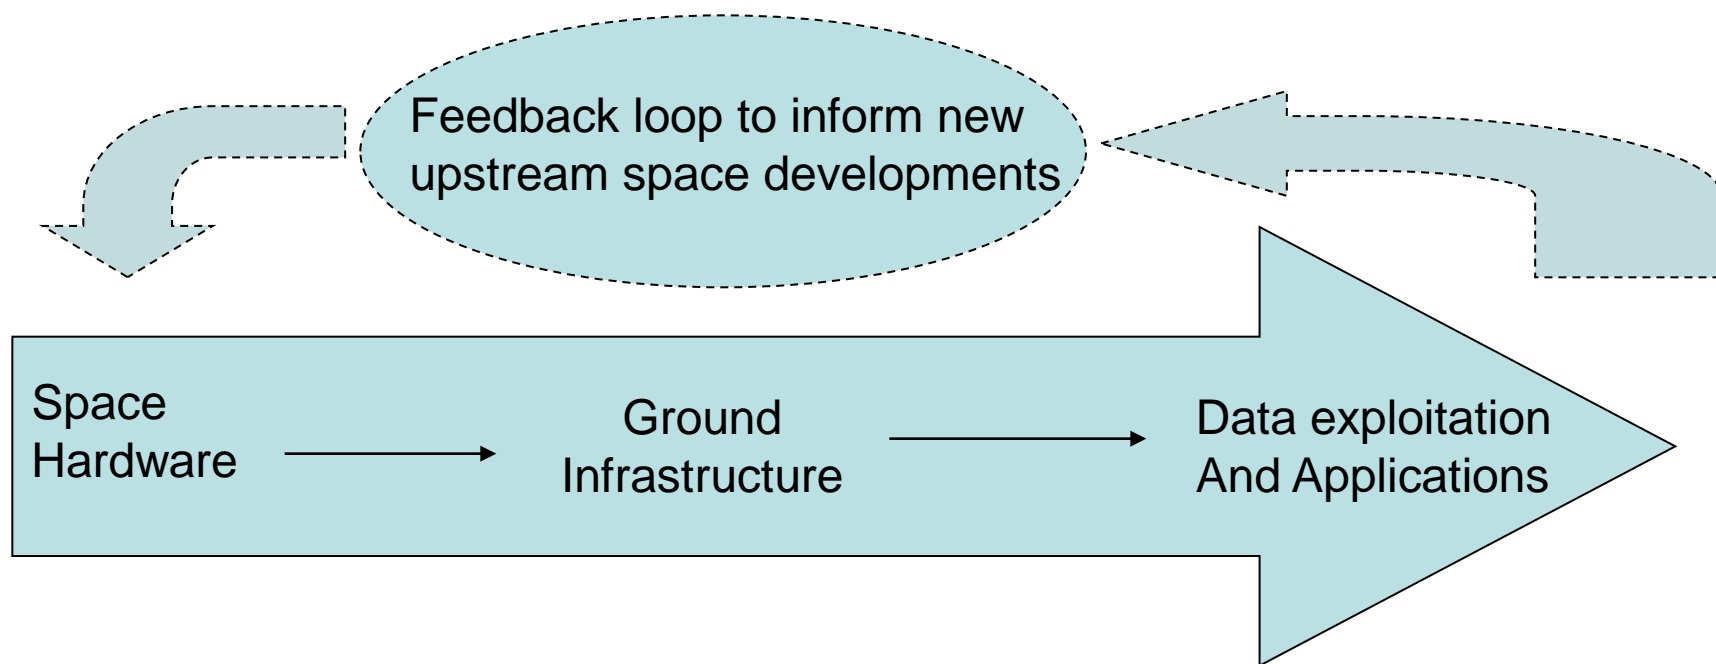 Feedback loop to inform new
upstream space developments
Space
Hardware
Ground
Infrastructure
Data exploitation
And Applications